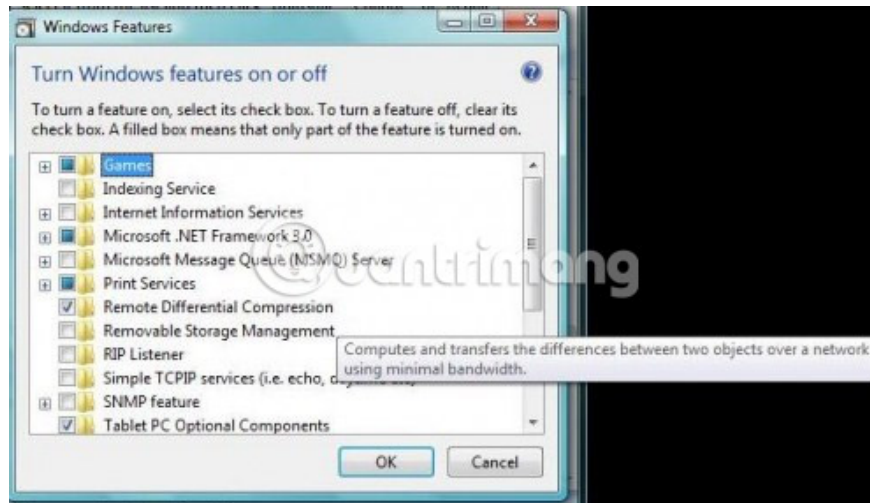 Windows Features
Turn Windows features on or off
To turn a feature on, select its check box. To turn a feature off, clear its
check box. A filled box means that only part of the feature is turned on.
Games
Indexing Service
Internet Information Services
Microsoft .NET Framework 3.0
Microsoft Message Queue (MSMQ) Server
Print Services
Remote Differential Compression
Removable Storage Management
RIP Listener
Computes and transfers the differences between two objects over a network
using minimal bandwidth.
Simple TCPIP services (i.e. echo,
SNMP feature
Tablet PC Optional Components
OK
Cancel
Quantrimang